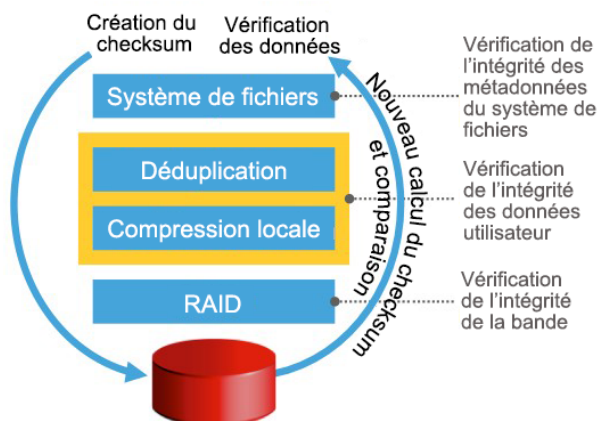 Création du
checksum
Vérification
des données
Système de fichiers
Déduplication
Compression locale
RAID
Nouveau calcul du checksum
et comparaison
Vérification de
l'intégrité des
métadonnées
du système de
fichiers
Vérification
de l'intégrité
des données
utilisateur
Vérification
de l'intégrité
de la bande